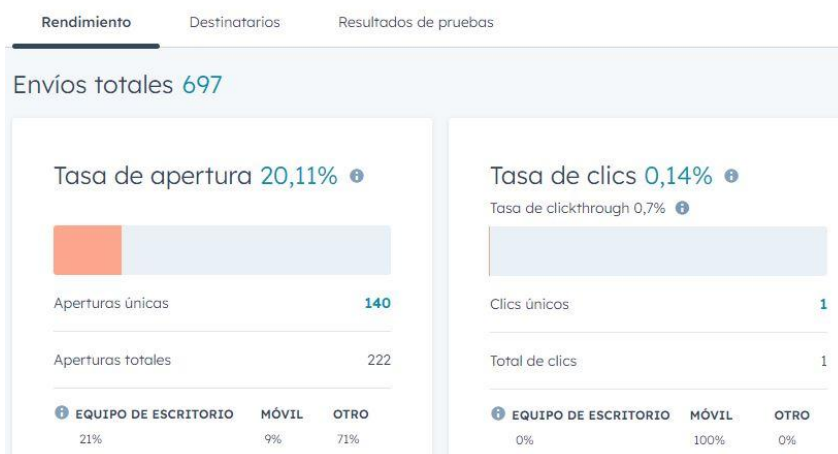 Rendimiento Destinatarios Resultados de pruebas
Envíos totales 697
Tasa de apertura 20,11%
Aperturas únicas 140
Aperturas totales 222
EQUIPO DE ESCRITORIO MÓVIL OTRO
21% 9% 71%
Tasa de clics 0,14%
Tasa de clickthrough 0,7%
Clics únicos 1
Total de clics 1
EQUIPO DE ESCRITORIO MÓVIL OTRO
0% 100% 0%